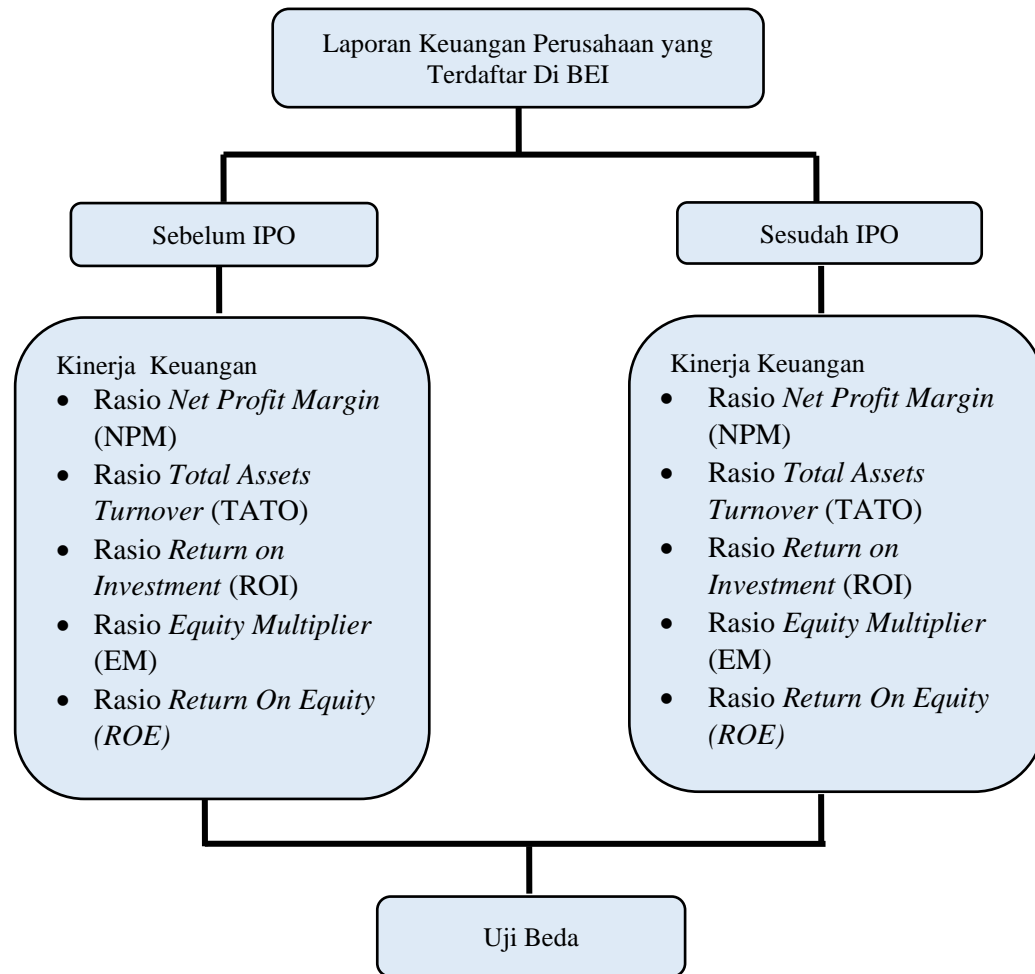 Laporan Keuangan Perusahaan yang
Terdaftar Di BEI
Sebelum IPO
Sesudah IPO
Kinerja Keuangan
• Rasio Net Profit Margin
(NPM)
• Rasio Total Assets
Turnover (TATO)
• Rasio Return on
Investment (ROI)
• Rasio Equity Multiplier
(EM)
• Rasio Return On Equity
(ROE)
Kinerja Keuangan
• Rasio Net Profit Margin
(NPM)
• Rasio Total Assets
Turnover (TATO)
• Rasio Return on
Investment (ROI)
• Rasio Equity Multiplier
(EM)
• Rasio Return On Equity
(ROE)
Uji Beda